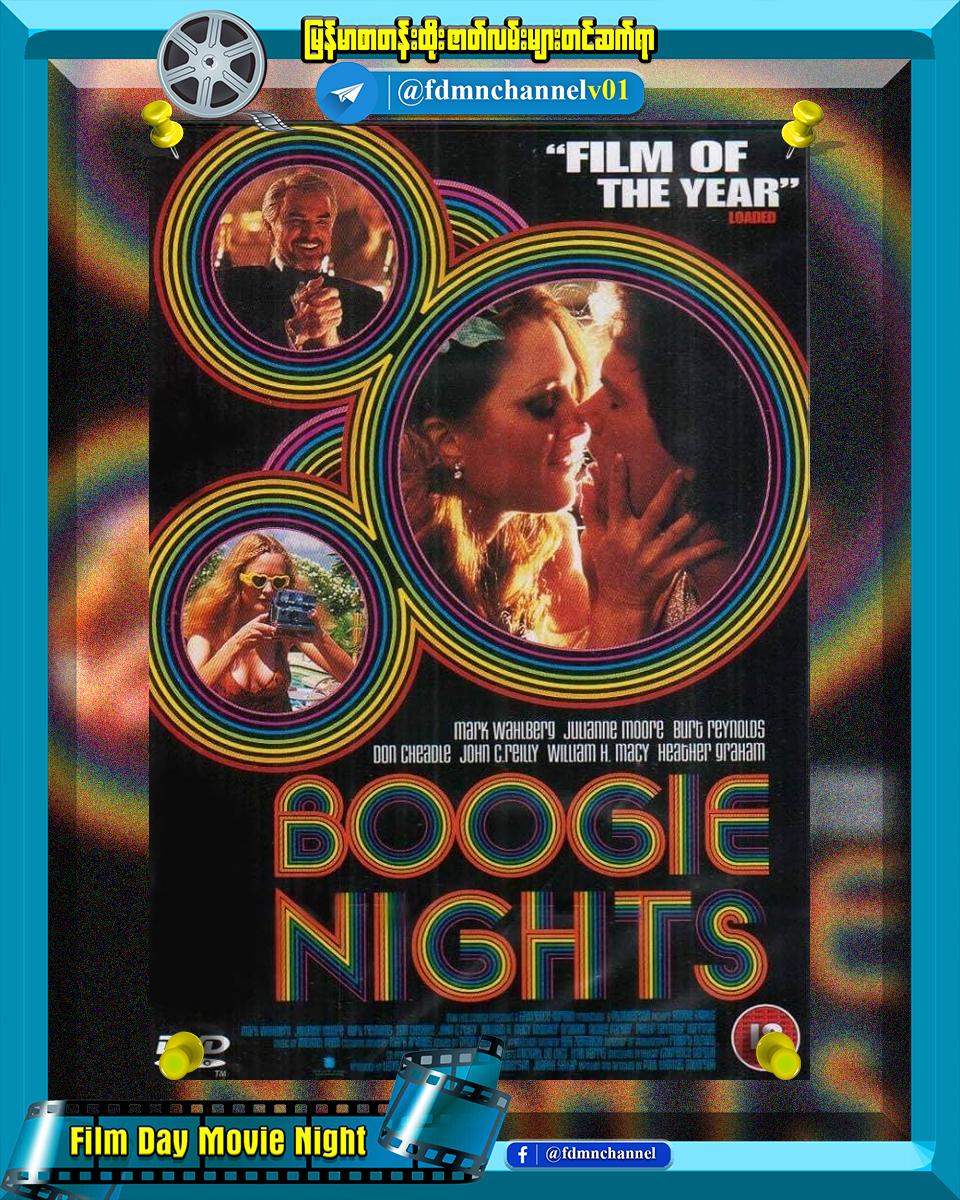 မြန်မာစာတန်းထိုးဇာတ်လမ်းများတင်ဆက်ရာ
@fdmnchannelv01
“FILM OF
THE YEAR”
LOADED
MARK WAHLBERG JULIANNE MOORE BURT REYNOLDS
DON CHEADLE JOHN C.REILLY WILLIAM H. MACY HEATHER GRAHAM
BOOGIE
NIGHTS
18
TM
Film Day Movie Night
@fdmnchannel